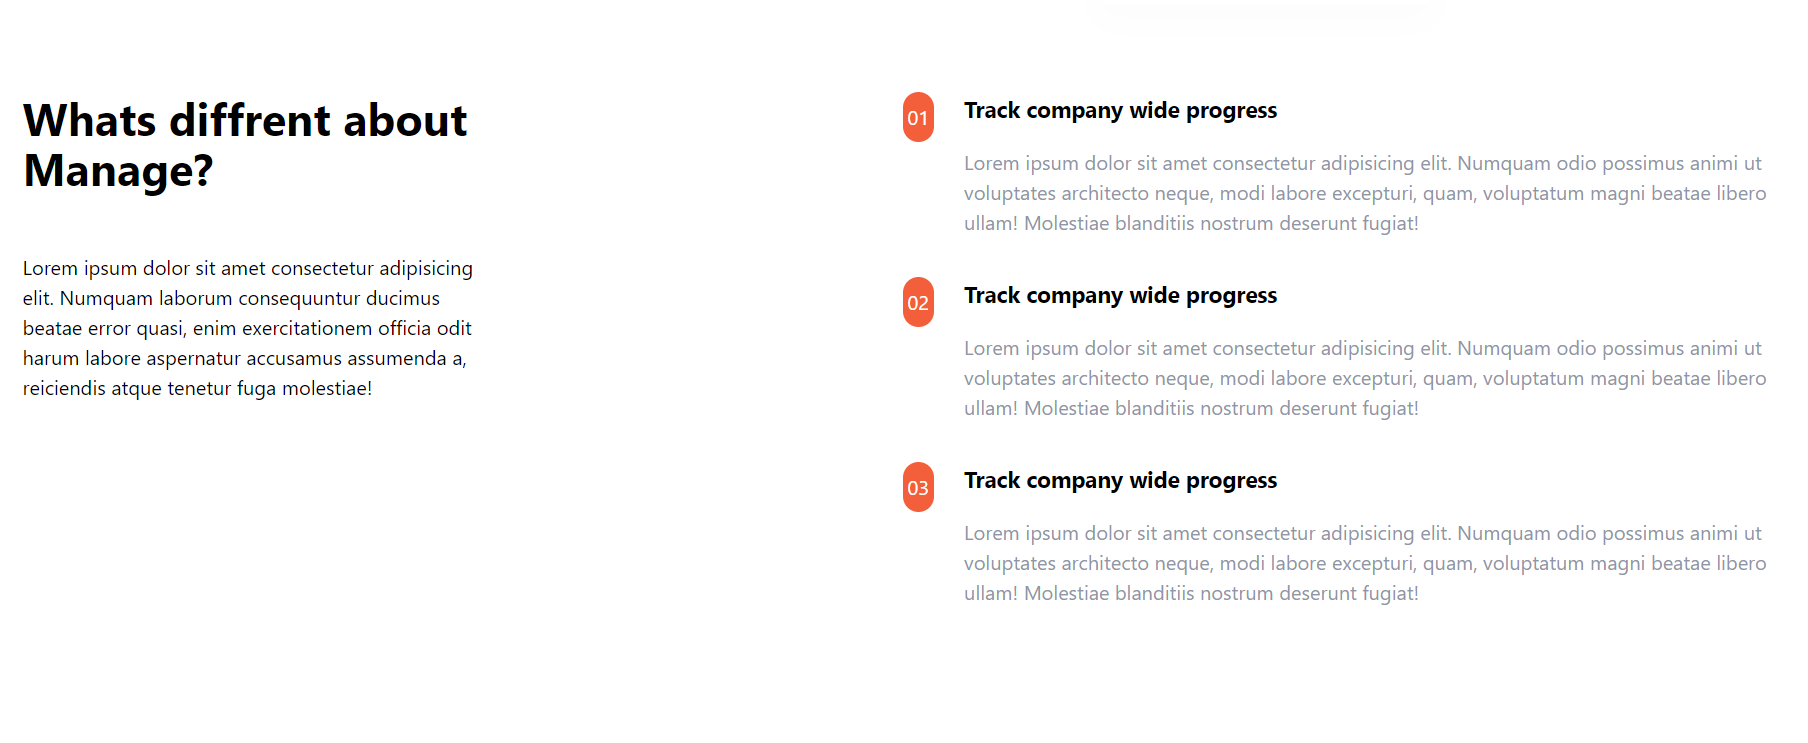 Whats diffrent about
Manage?
Lorem ipsum dolor sit amet consectetur adipisicing
elit. Numquam laborum consequuntur ducimus
beatae error quasi, enim exercitationem officia odit
harum labore aspernatur accusamus assumenda a,
reiciendis atque tenetur fuga molestiae!
01
Track company wide progress
Lorem ipsum dolor sit amet consectetur adipisicing elit. Numquam odio possimus animi ut
voluptates architecto neque, modi labore excepturi, quam, voluptatum magni beatae libero
ullam! Molestiae blanditiis nostrum deserunt fugiat!
02
Track company wide progress
Lorem ipsum dolor sit amet consectetur adipisicing elit. Numquam odio possimus animi ut
voluptates architecto neque, modi labore excepturi, quam, voluptatum magni beatae libero
ullam! Molestiae blanditiis nostrum deserunt fugiat!
03
Track company wide progress
Lorem ipsum dolor sit amet consectetur adipisicing elit. Numquam odio possimus animi ut
voluptates architecto neque, modi labore excepturi, quam, voluptatum magni beatae libero
ullam! Molestiae blanditiis nostrum deserunt fugiat!